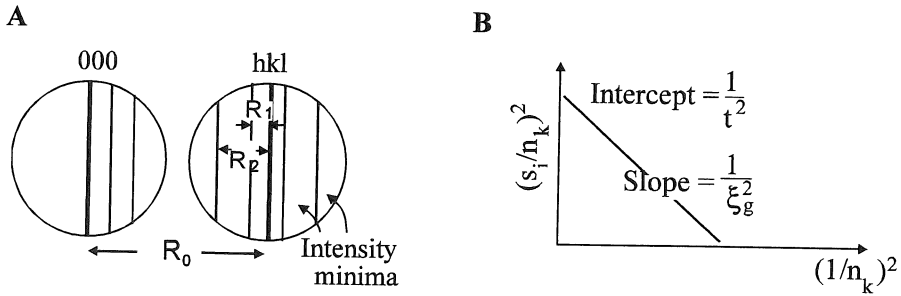 A
000
hkl
R₁
R₂
R₀
Intensity
minima
B
(sᵢ/nₖ)²
Intercept = 1/t²
Slope = 1/ξg²
(1/nₖ)²